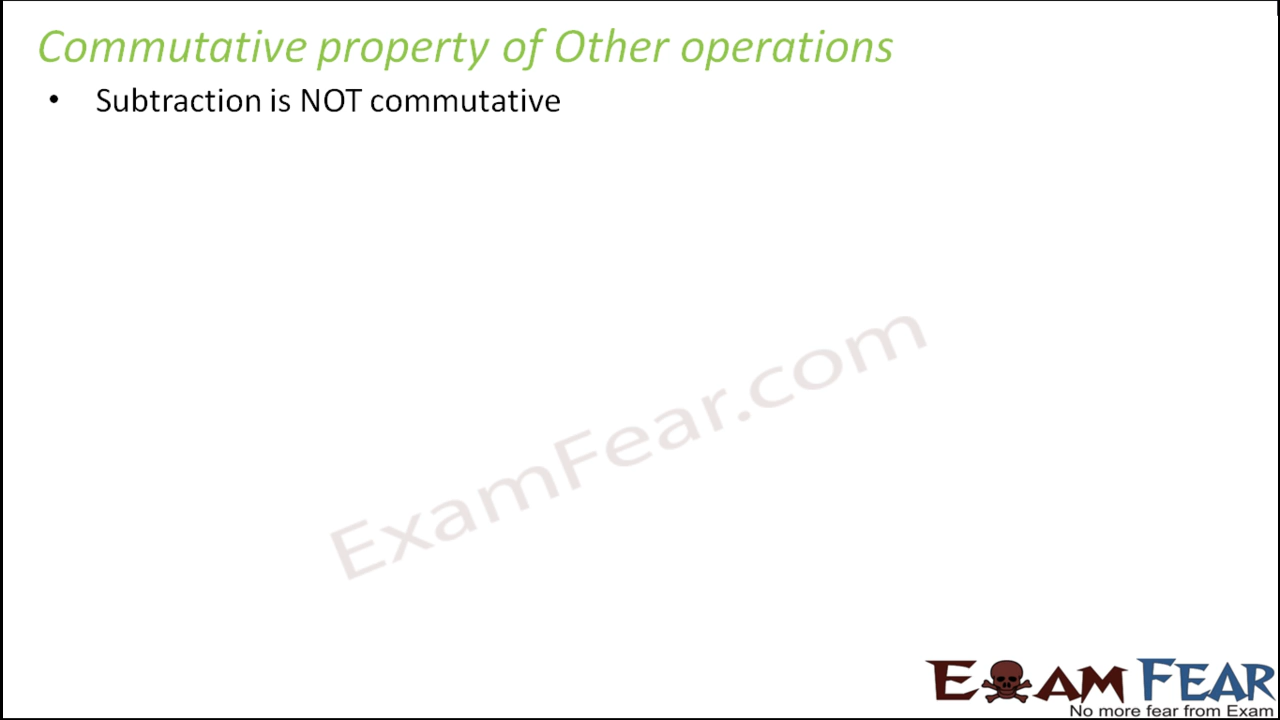 Commutative property of Other operations
• Subtraction is NOT commutative
ExamFear.com
EXAM FEAR
No more fear from Exam